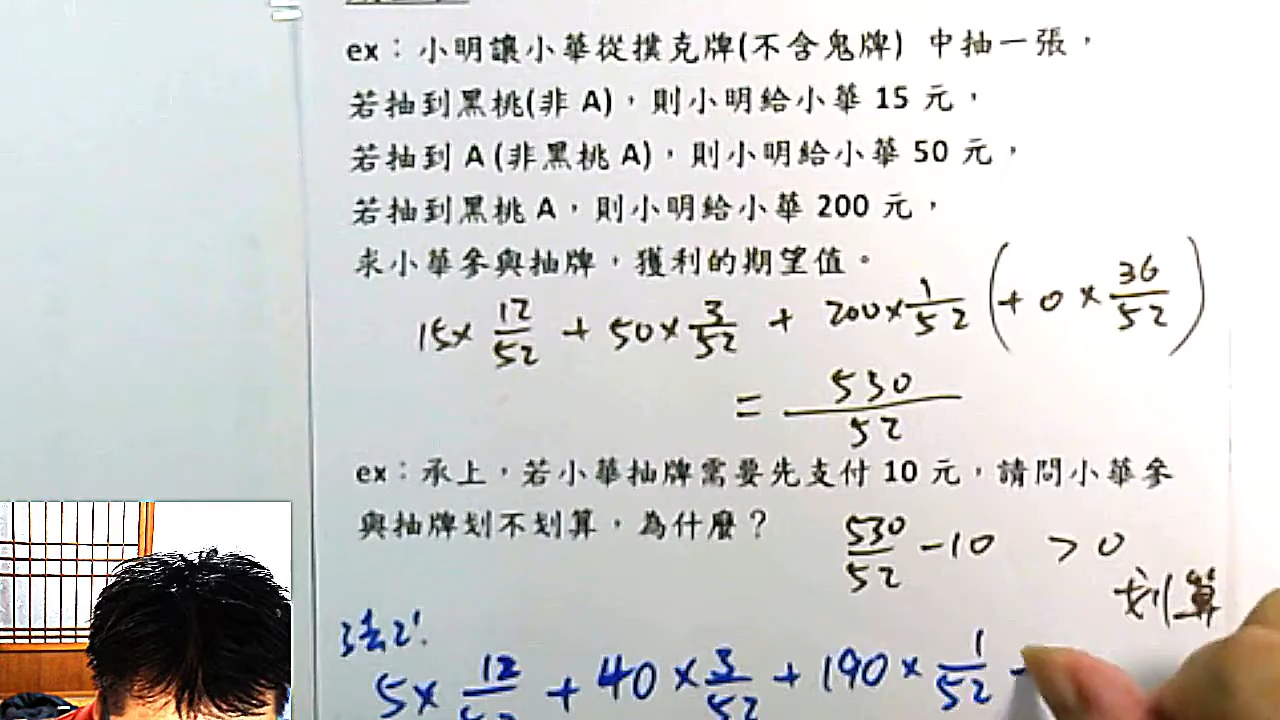 ex：小明讓小華從撲克牌(不含鬼牌) 中抽一張，
若抽到黑桃(非 A)，則小明給小華 15 元，
若抽到 A (非黑桃 A)，則小明給小華 50 元，
若抽到黑桃 A，則小明給小華 200 元，
求小華參與抽牌，獲利的期望值。
15× 12/52 + 50× 3/52 + 200× 1/52 (+ 0 × 36/52)
= 530/52
ex：承上，若小華抽牌需要先支付 10 元，請問小華參
與抽牌划不划算，為什麼？
530/52 -10 > 0
划算
法2:
5× 12/52 + 40 × 3/52 + 190 × 1/52